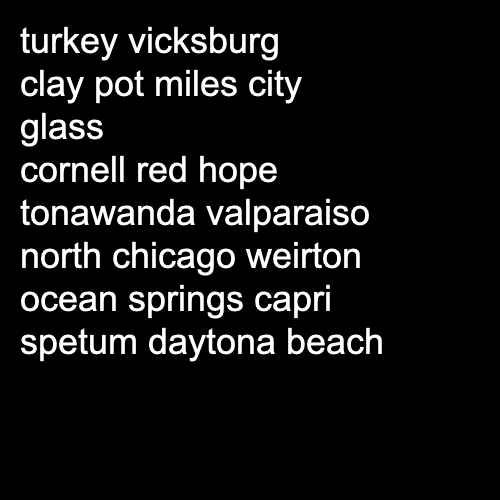 turkey vicksburg
clay pot miles city
glass
cornell red hope
tonawanda valparaiso
north chicago weirton
ocean springs capri
spetum daytona beach